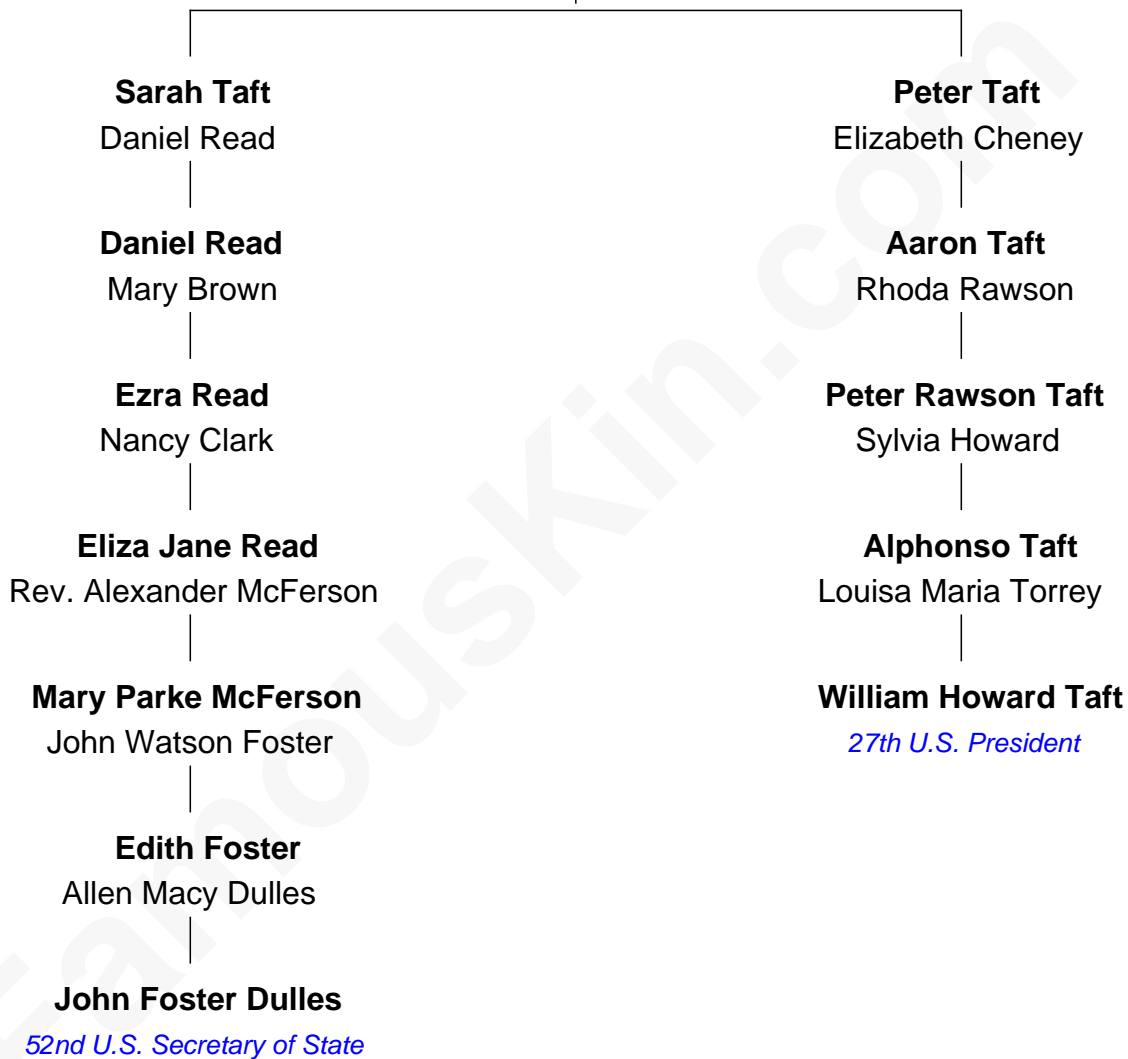 Sarah Taft
Daniel Read
Daniel Read
Mary Brown
Ezra Read
Nancy Clark
Eliza Jane Read
Rev. Alexander McFerson
Mary Parke McFerson
John Watson Foster
Edith Foster
Allen Macy Dulles
John Foster Dulles
52nd U.S. Secretary of State
Peter Taft
Elizabeth Cheney
Aaron Taft
Rhoda Rawson
Peter Rawson Taft
Sylvia Howard
Alphonso Taft
Louisa Maria Torrey
William Howard Taft
27th U.S. President
FamousKin.com